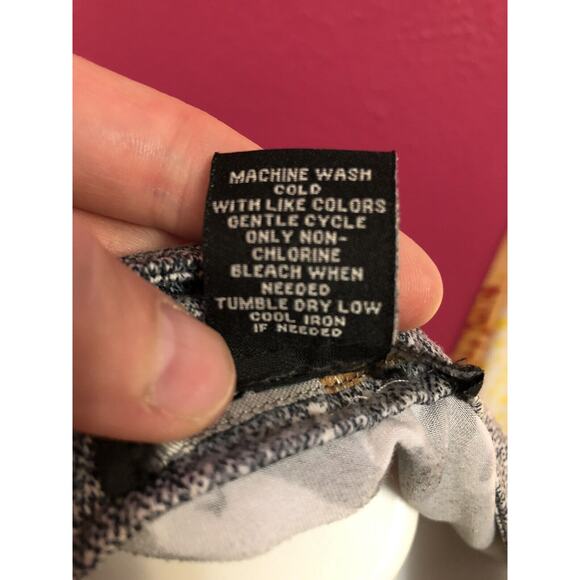 MACHINE WASH
COLD
WITH LIKE COLORS
GENTLE CYCLE
ONLY NON-
CHLORINE
BLEACH WHEN
NEEDED
TUMBLE DRY LOW
COOL IRON
IF NEEDED